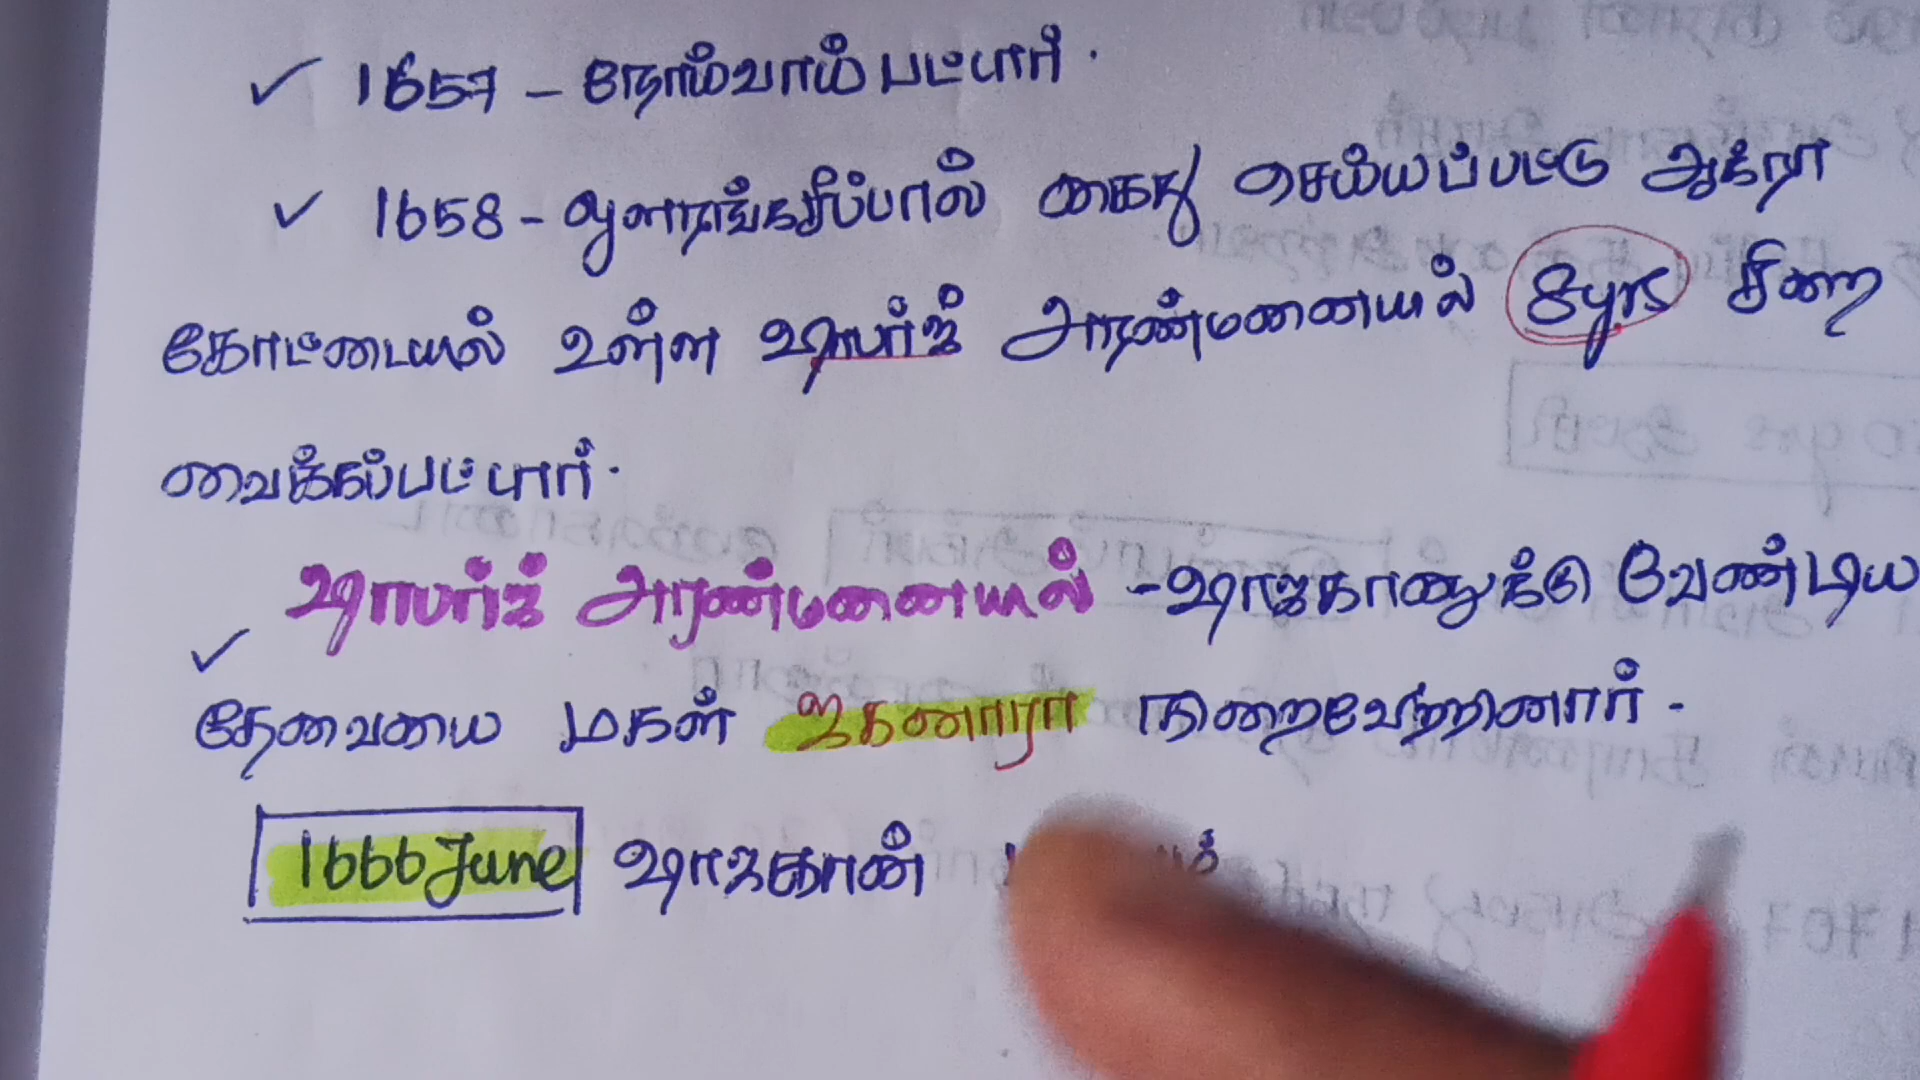 ✓ 1657 - நோய்வாய் பட்டார்.
✓ 1658 - ஔரங்கசீப்பால் கைது செய்யப்பட்டு ஆக்ரா
கோட்டையில் உள்ள ஷாபர்ஜ் அரண்மனையில் 8yrs சிறை
வைக்கப்பட்டார்.
ஷாபர்ஜ் அரண்மனையில் - ஷாஜகானுக்கு வேண்டிய
✓ தேவையை மகள் ஜகனாரா நிறைவேற்றினார்.
1666 June ஷாஜகான்